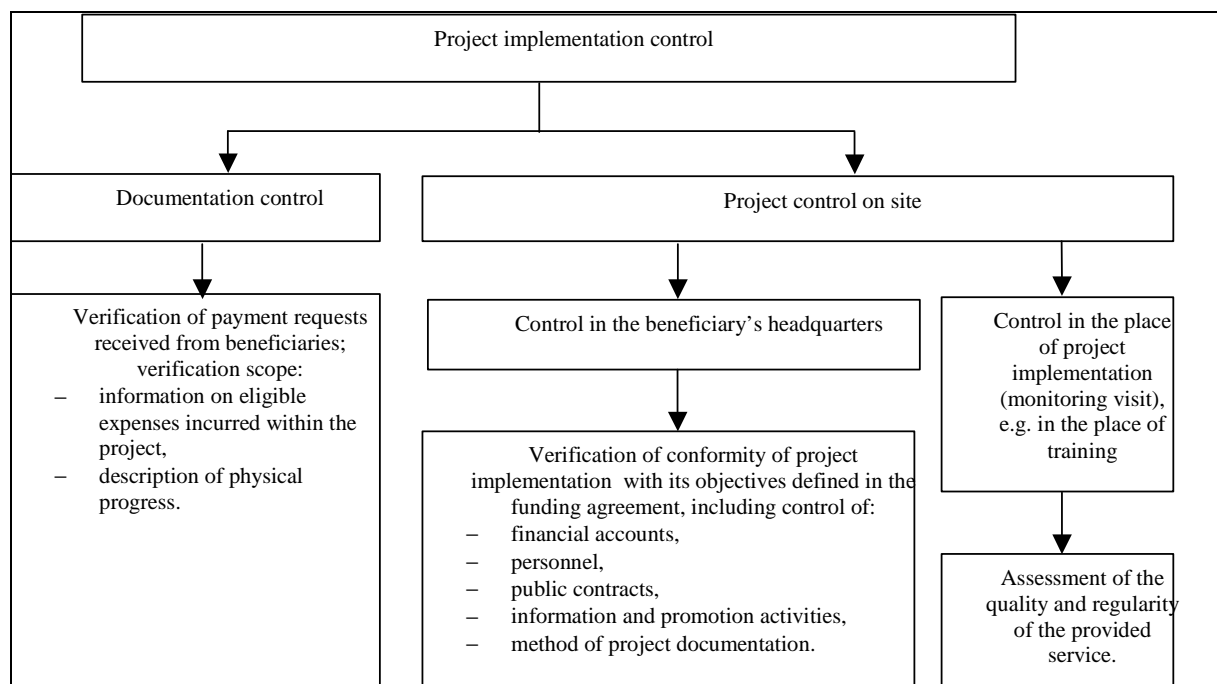 Project implementation control
Documentation control
Project control on site
Verification of payment requests
received from beneficiaries;
verification scope:
– information on eligible
expenses incurred within the
project,
– description of physical
progress.
Control in the beneficiary's headquarters
Verification of conformity of project
implementation with its objectives defined in the
funding agreement, including control of:
– financial accounts,
– personnel,
– public contracts,
– information and promotion activities,
– method of project documentation.
Control in the place
of project
implementation
(monitoring visit),
e.g. in the place of
training
Assessment of the
quality and regularity
of the provided
service.